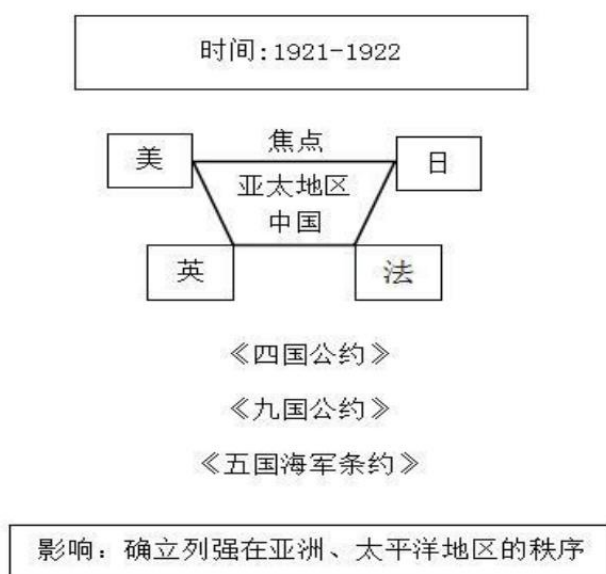 时间:1921-1922
焦点
美
日
亚太地区
中国
英
法
《四国公约》
《九国公约》
《五国海军条约》
影响：确立列强在亚洲、太平洋地区的秩序